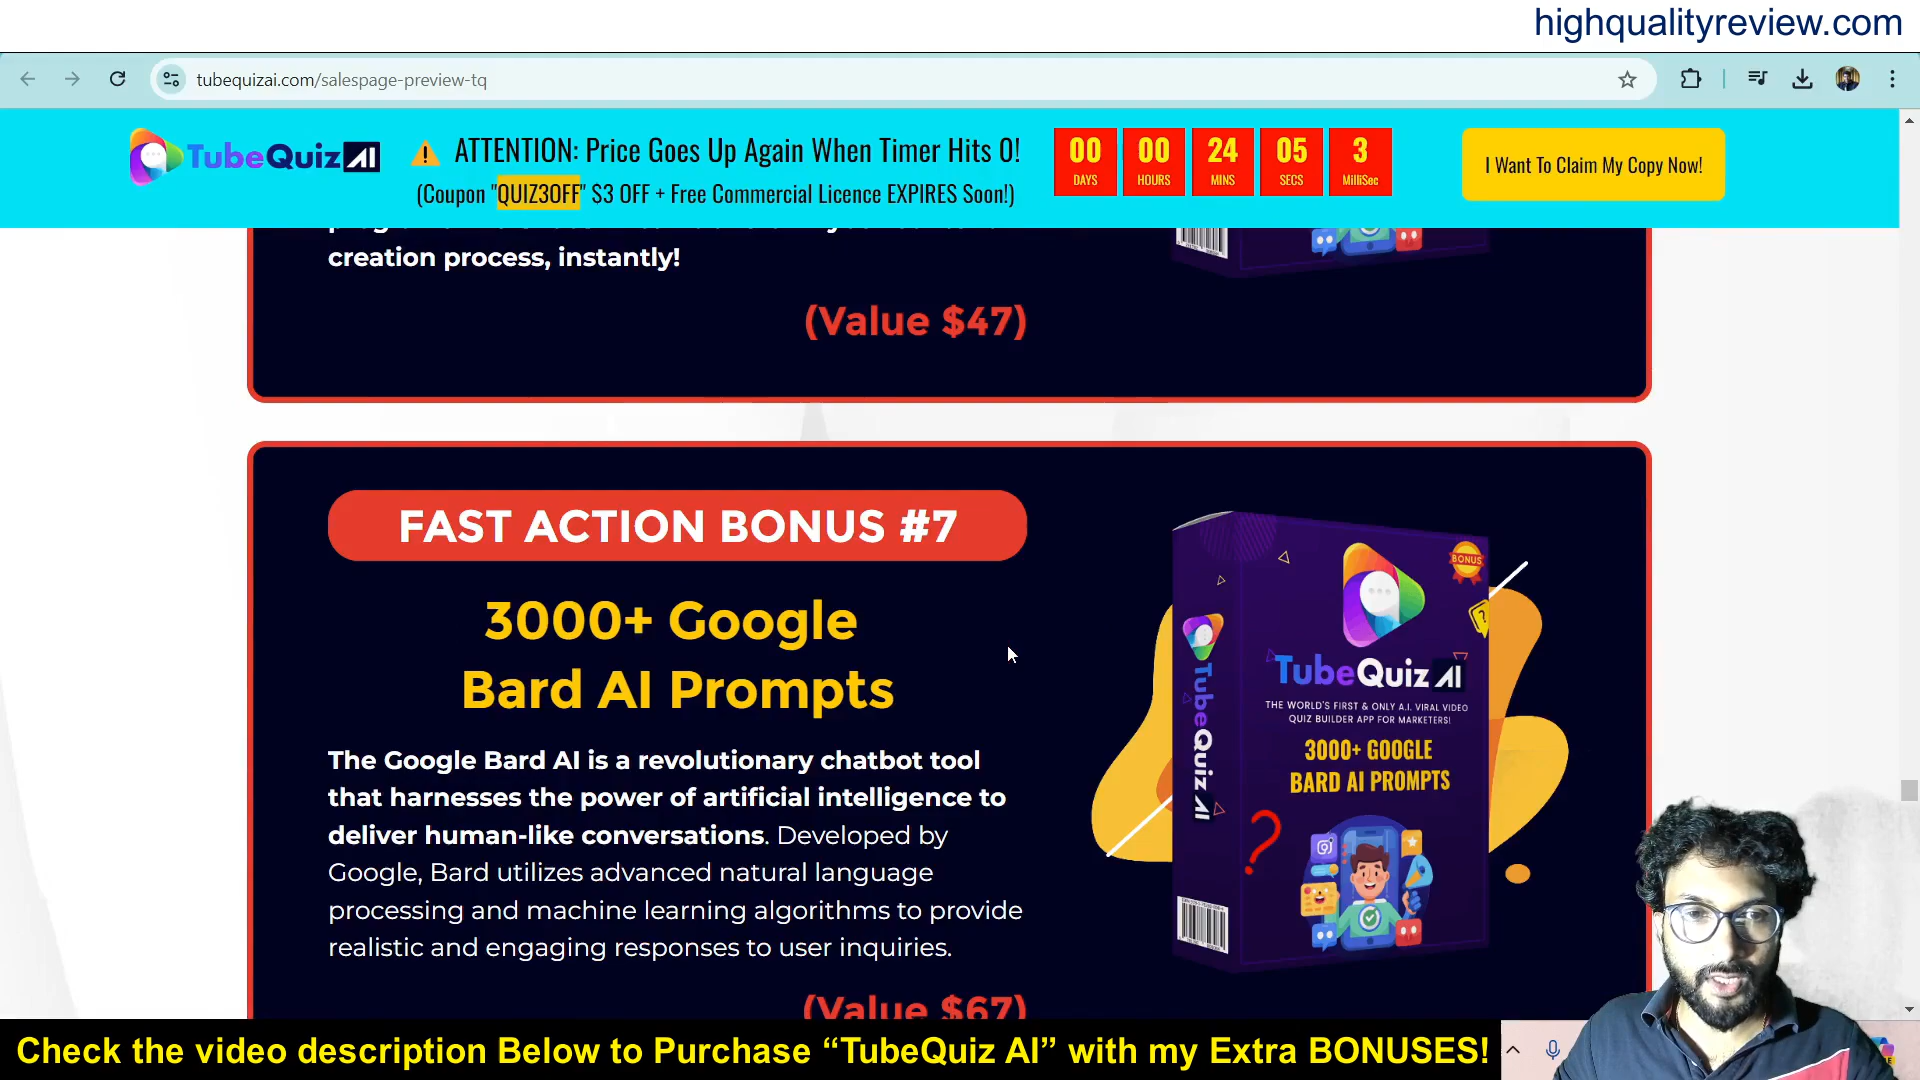 highqualityreview.com
tubequizai.com/salespage-preview-tq
TubeQuiz AI
ATTENTION: Price Goes Up Again When Timer Hits 0!
(Coupon "QUIZ3OFF" $3 OFF + Free Commercial Licence EXPIRES Soon!)
00 00 24 05 3
DAYS HOURS MINS SECS MilliSec
I Want To Claim My Copy Now!
creation process, instantly!
(Value $47)
FAST ACTION BONUS #7
3000+ Google
Bard AI Prompts
The Google Bard AI is a revolutionary chatbot tool
that harnesses the power of artificial intelligence to
deliver human-like conversations. Developed by
Google, Bard utilizes advanced natural language
processing and machine learning algorithms to provide
realistic and engaging responses to user inquiries.
(Value $67)
BONUS
TubeQuiz AI
TubeQuiz AI
THE WORLD'S FIRST & ONLY A.I. VIRAL VIDEO
QUIZ BUILDER APP FOR MARKETERS!
3000+ GOOGLE
BARD AI PROMPTS
Check the video description Below to Purchase “TubeQuiz AI” with my Extra BONUSES!